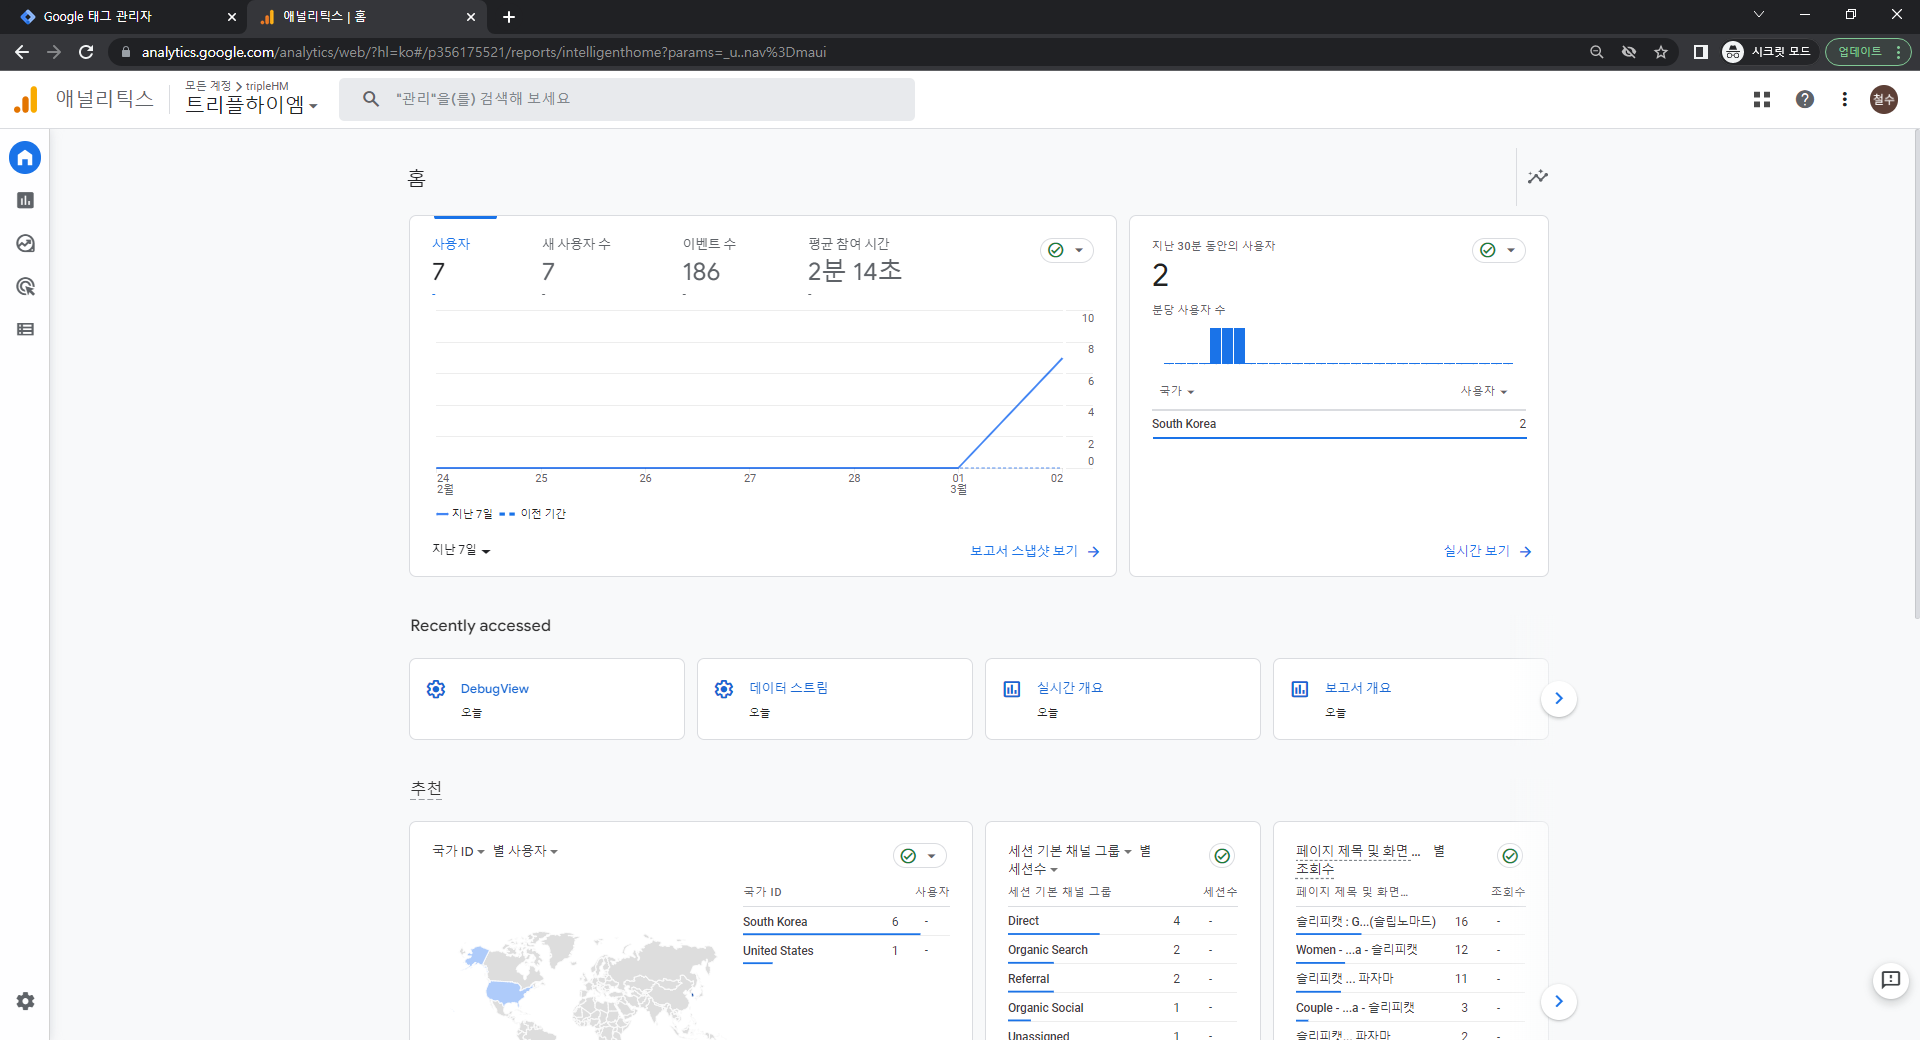 Google 태그 관리자
애널리틱스 | 홈
analytics.google.com/analytics/web/?hl=ko#/p356175521/reports/intelligenthome?params=_u..nav%3Dmaui
시크릿 모드
업데이트
애널리틱스
모든 계정 > tripleHM
트리플하이엠
"관리"을(를) 검색해 보세요
철수
홈
사용자
7
-
새 사용자 수
7
-
이벤트 수
186
-
평균 참여 시간
2분 14초
-
10
8
6
4
2
0
24
2월
25
26
27
28
01
3월
02
지난 7일
이전 기간
지난 7일
보고서 스냅샷 보기
지난 30분 동안의 사용자
2
분당 사용자 수
국가
사용자
South Korea 2
실시간 보기
Recently accessed
DebugView
오늘
데이터 스트림
오늘
실시간 개요
오늘
보고서 개요
오늘
추천
국가 ID 별 사용자
국가 ID 사용자
South Korea 6 -
United States 1 -
세션 기본 채널 그룹 별
세션수
세션 기본 채널 그룹 세션수
Direct 4 -
Organic Search 2 -
Referral 2 -
Organic Social 1 -
Unassigned 1 -
페이지 제목 및 화면... 별
조회수
페이지 제목 및 화면... 조회수
슬리피캣 : G...(슬립노마드) 16 -
Women - ...a - 슬리피캣 12 -
슬리피캣 ... 파자마 11 -
Couple - ...a - 슬리피캣 3 -
슬리피캣... 파자마 2 -